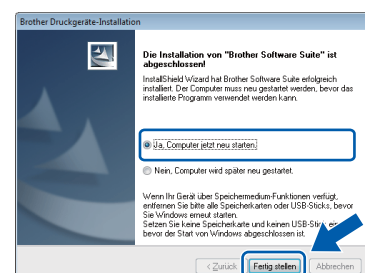 Brother Druckgeräte-Installation
Die Installation von "Brother Software Suite" ist
abgeschlossen!
InstallShield Wizard hat Brother Software Suite erfolgreich
installiert. Der Computer muss neu gestartet werden, bevor das
installierte Programm verwendet werden kann.
Ja, Computer jetzt neu starten.
Nein, Computer wird später neu gestartet.
Wenn Ihr Gerät über Speichermedium-Funktionen verfügt,
entfernen Sie bitte alle Speicherkarten oder USB-Sticks, bevor
Sie Windows erneut starten.
Setzen Sie keine Speicherkarte und keinen USB-Stick
bevor der Start von Windows abgeschlossen ist.
< Zurück
Fertig stellen
Abbrechen